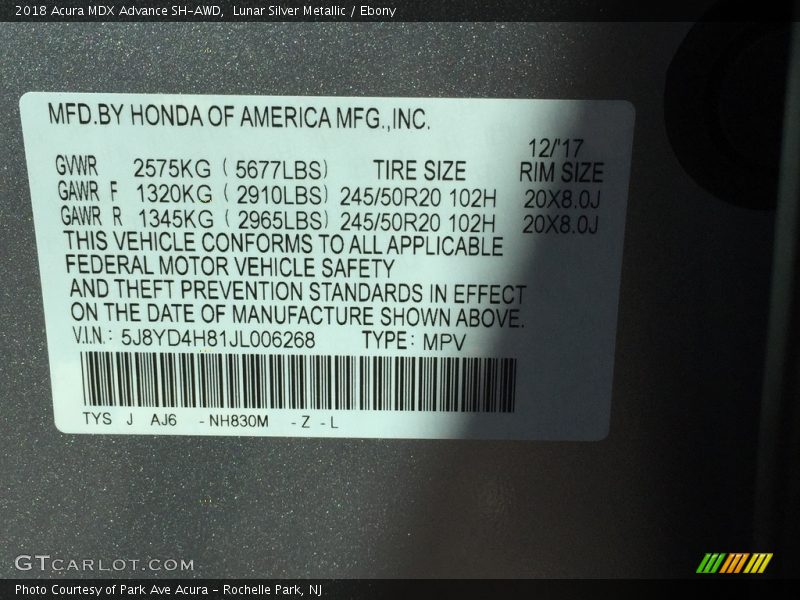 2018 Acura MDX Advance SH-AWD,  Lunar Silver Metallic / Ebony
MFD.BY HONDA OF AMERICA MFG.,INC.
12/'17
GVWR 2575KG ( 5677LBS) TIRE SIZE RIM SIZE
GAWR F 1320KG ( 2910LBS) 245/50R20 102H 20X8.0J
GAWR R 1345KG ( 2965LBS) 245/50R20 102H 20X8.0J
THIS VEHICLE CONFORMS TO ALL APPLICABLE
FEDERAL MOTOR VEHICLE SAFETY
AND THEFT PREVENTION STANDARDS IN EFFECT
ON THE DATE OF MANUFACTURE SHOWN ABOVE.
V.I.N.: 5J8YD4H81JL006268 TYPE: MPV
TYS J AJ6 -NH830M -Z -L
GTCARLOT.COM
Photo Courtesy of Park Ave Acura - Rochelle Park, NJ